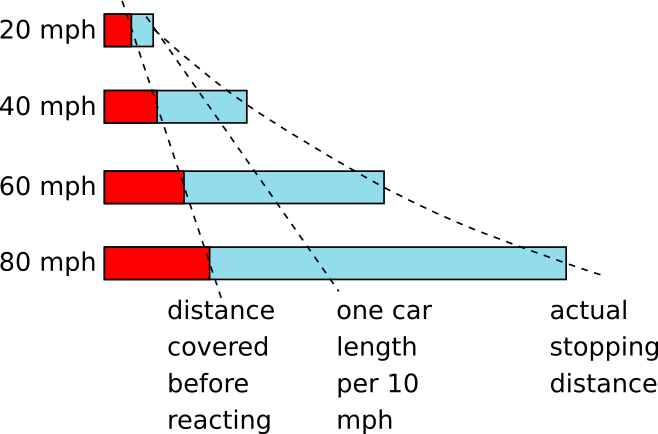 20 mph
40 mph
60 mph
80 mph
distance
covered
before
reacting
one car
length
per 10
mph
actual
stopping
distance